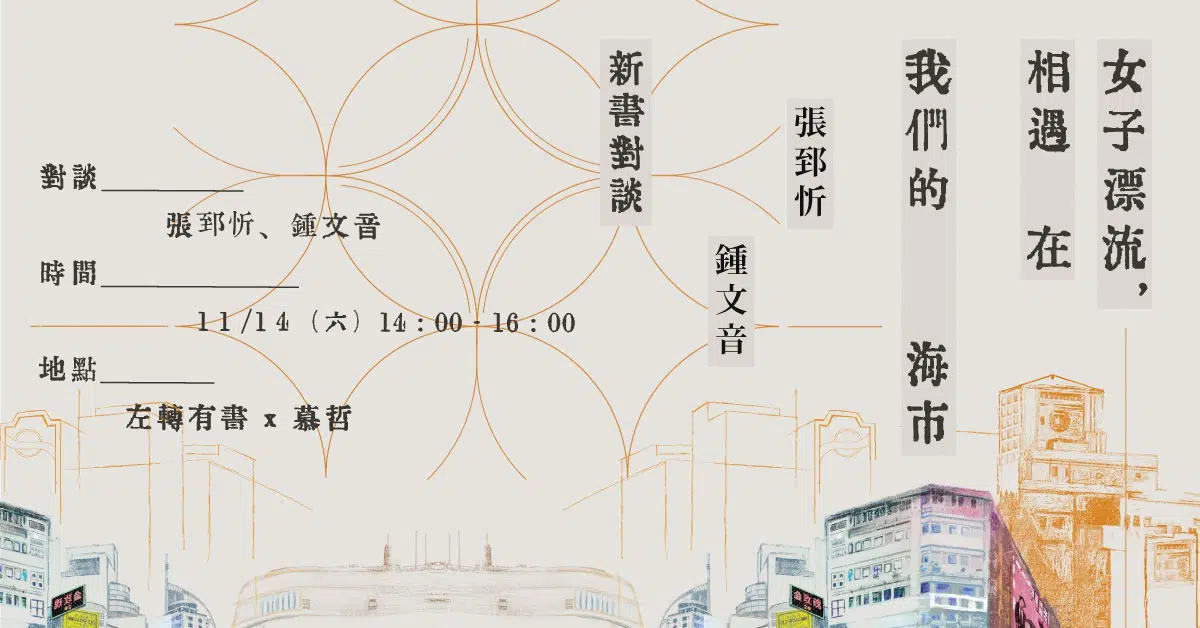 女子漂流，
相遇 在
我們的 海市
張郅忻
鍾文音
新書對談
對談
張郅忻、鍾文音
時間
11/14（六）14：00 - 16：00
地點
左轉有書 x 慕哲